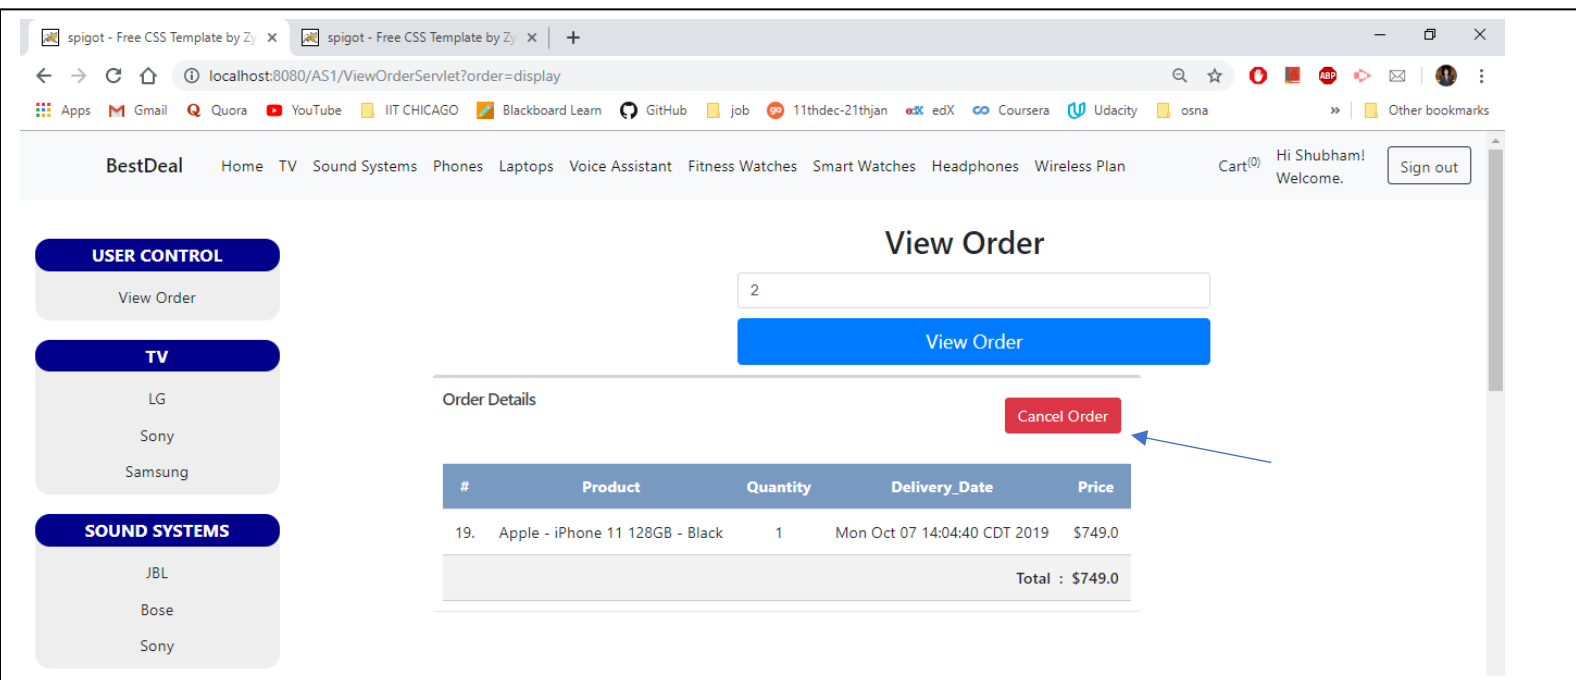 spigot - Free CSS Template by Zy
spigot - Free CSS Template by Zy
localhost:8080/AS1/ViewOrderServlet?order=display
Apps Gmail Quora YouTube IIT CHICAGO Blackboard Learn GitHub job 11thdec-21thjan edX edX Coursera Udacity osna » Other bookmarks
ABP
BestDeal Home TV Sound Systems Phones Laptops Voice Assistant Fitness Watches Smart Watches Headphones Wireless Plan Cart(0) Hi Shubham! Sign out
Welcome.
USER CONTROL
View Order
TV
LG
Sony
Samsung
SOUND SYSTEMS
JBL
Bose
Sony
View Order
2
View Order
Order Details
Cancel Order
# Product Quantity Delivery_Date Price
19. Apple - iPhone 11 128GB - Black 1 Mon Oct 07 14:04:40 CDT 2019 $749.0
Total : $749.0